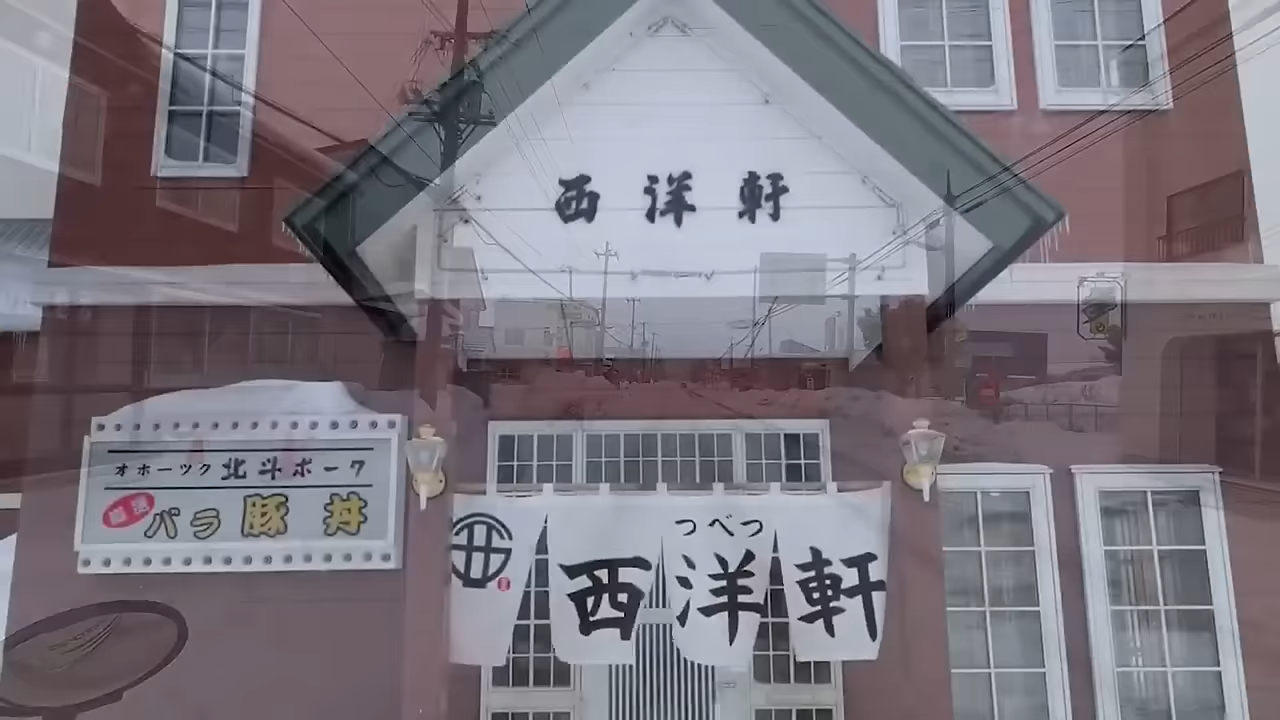 西洋軒
オホーツク北斗ポーク
バラ豚丼
つべつ
西洋軒